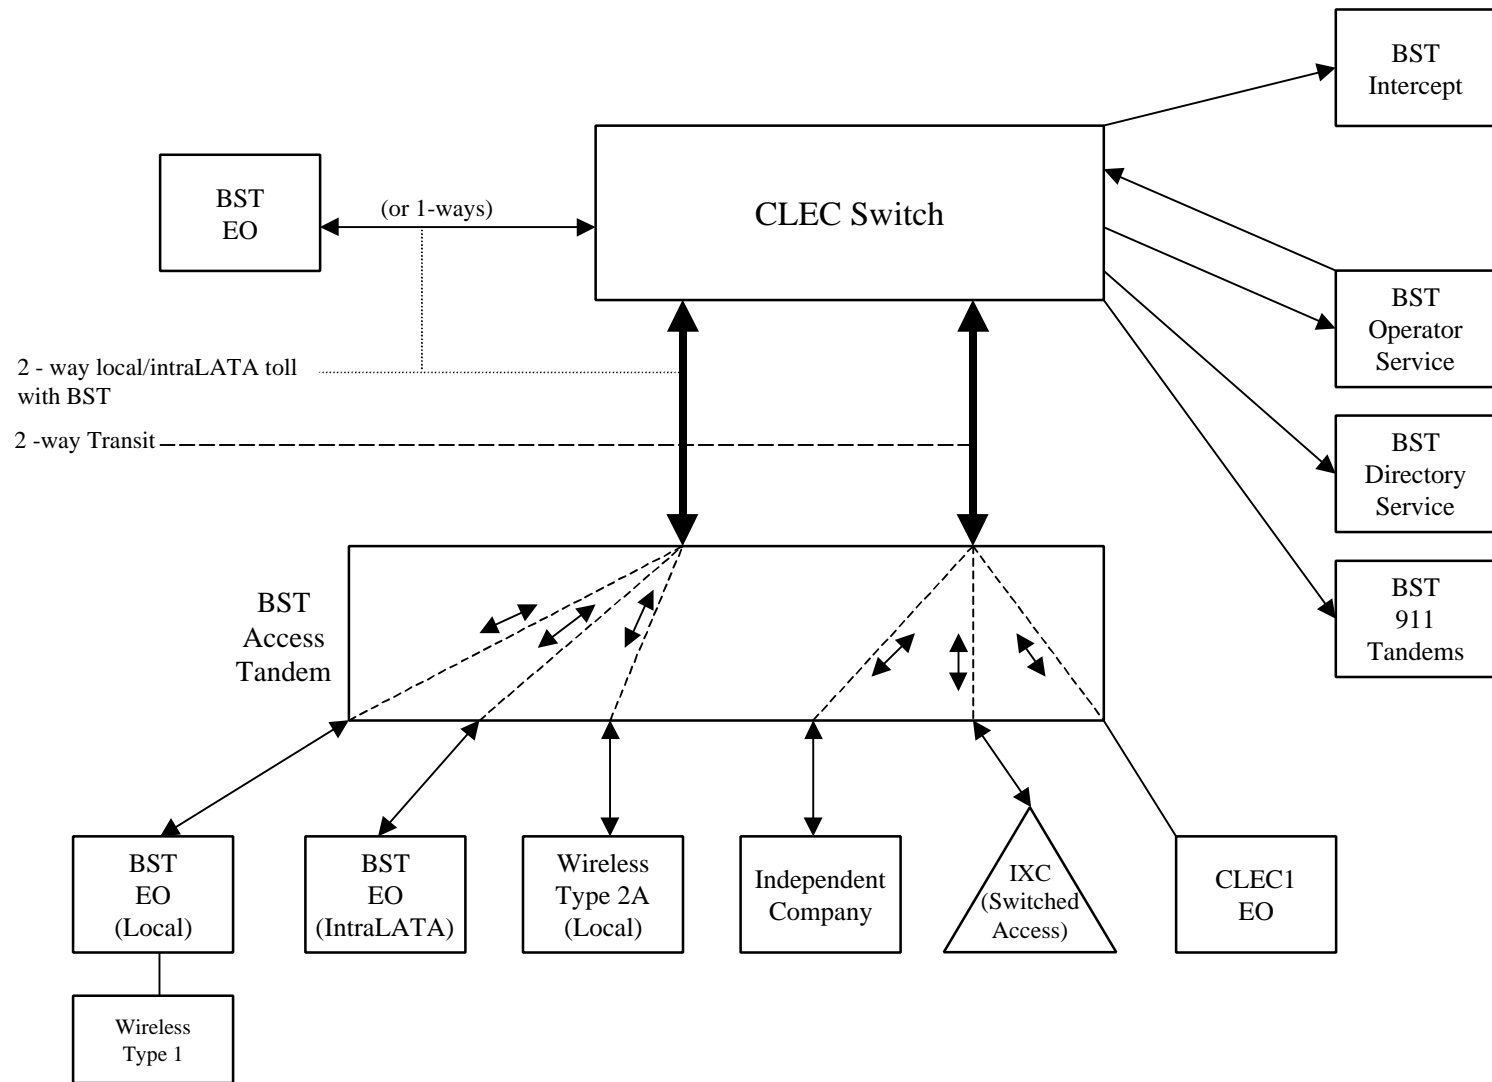 BST
Intercept
BST
EO
(or 1-ways)
CLEC Switch
BST
Operator
Service
2 - way local/intraLATA toll
with BST
2 -way Transit
BST
Directory
Service
BST
911
Tandems
BST
Access
Tandem
BST
EO
(Local)
BST
EO
(IntraLATA)
Wireless
Type 2A
(Local)
Independent
Company
IXC
(Switched
Access)
CLEC1
EO
Wireless
Type 1